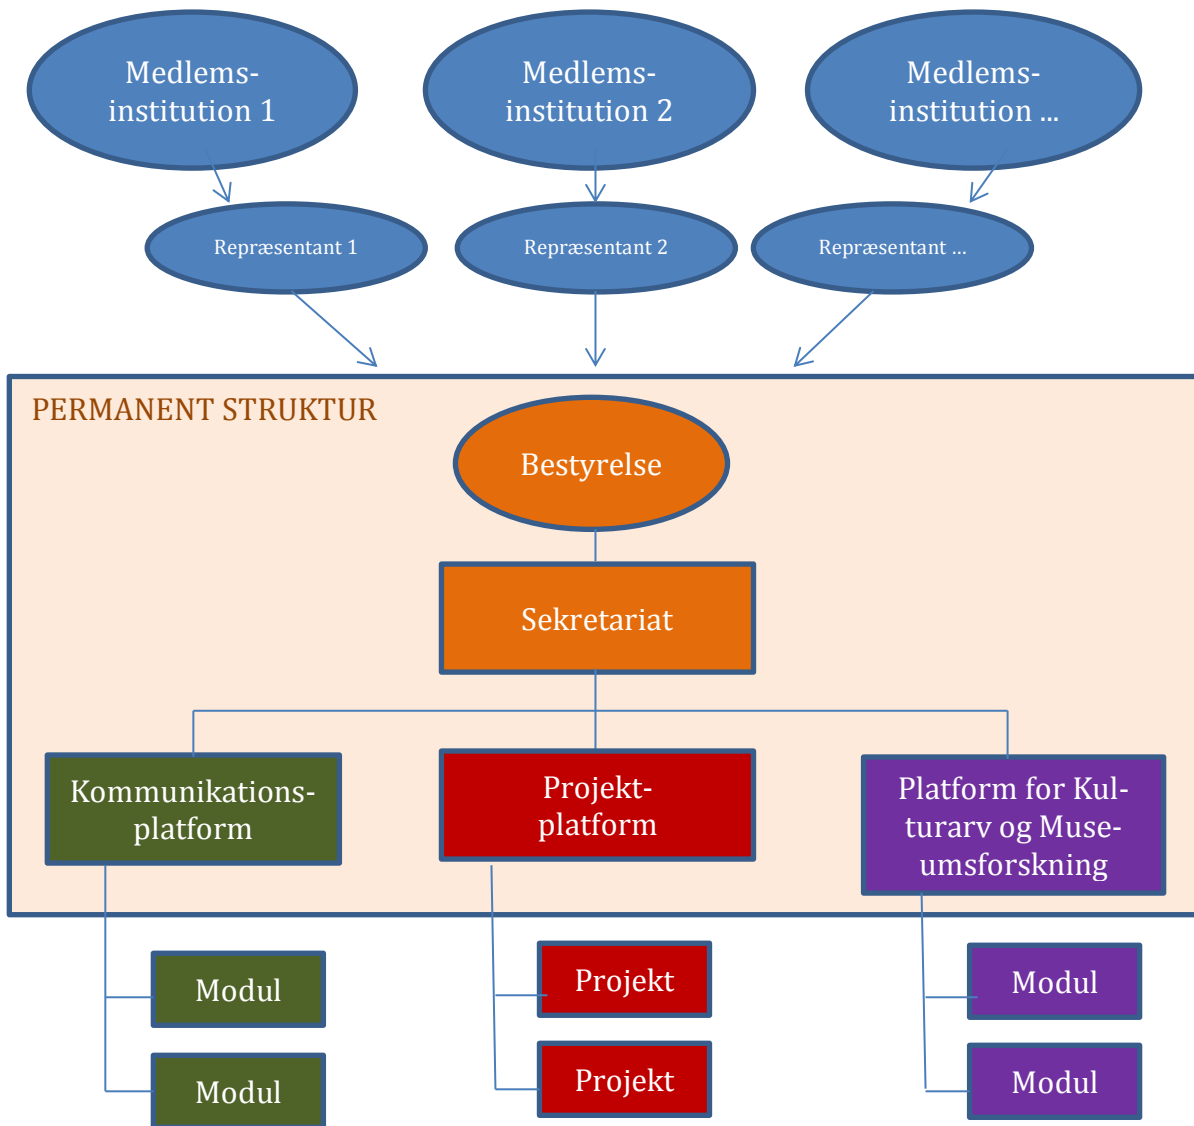 Medlems-
institution 1
Medlems-
institution 2
Medlems-
institution ...
Repræsentant 1
Repræsentant 2
Repræsentant ...
PERMANENT STRUKTUR
Bestyrelse
Sekretariat
Kommunikations-
platform
Projekt-
platform
Platform for Kul-
turarv og Muse-
umsforskning
Modul
Projekt
Modul
Modul
Projekt
Modul